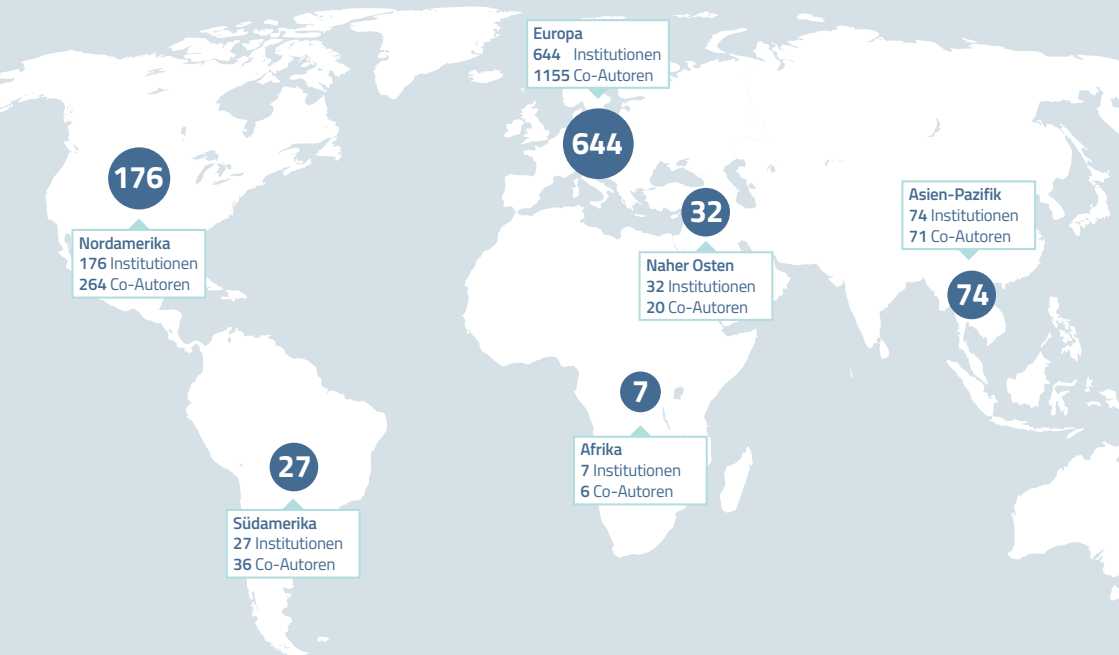 Europa
644 Institutionen
1155 Co-Autoren
644
176
Nordamerika
176 Institutionen
264 Co-Autoren
32
Naher Osten
32 Institutionen
20 Co-Autoren
Asien-Pazifik
74 Institutionen
71 Co-Autoren
74
7
Afrika
7 Institutionen
6 Co-Autoren
27
Südamerika
27 Institutionen
36 Co-Autoren